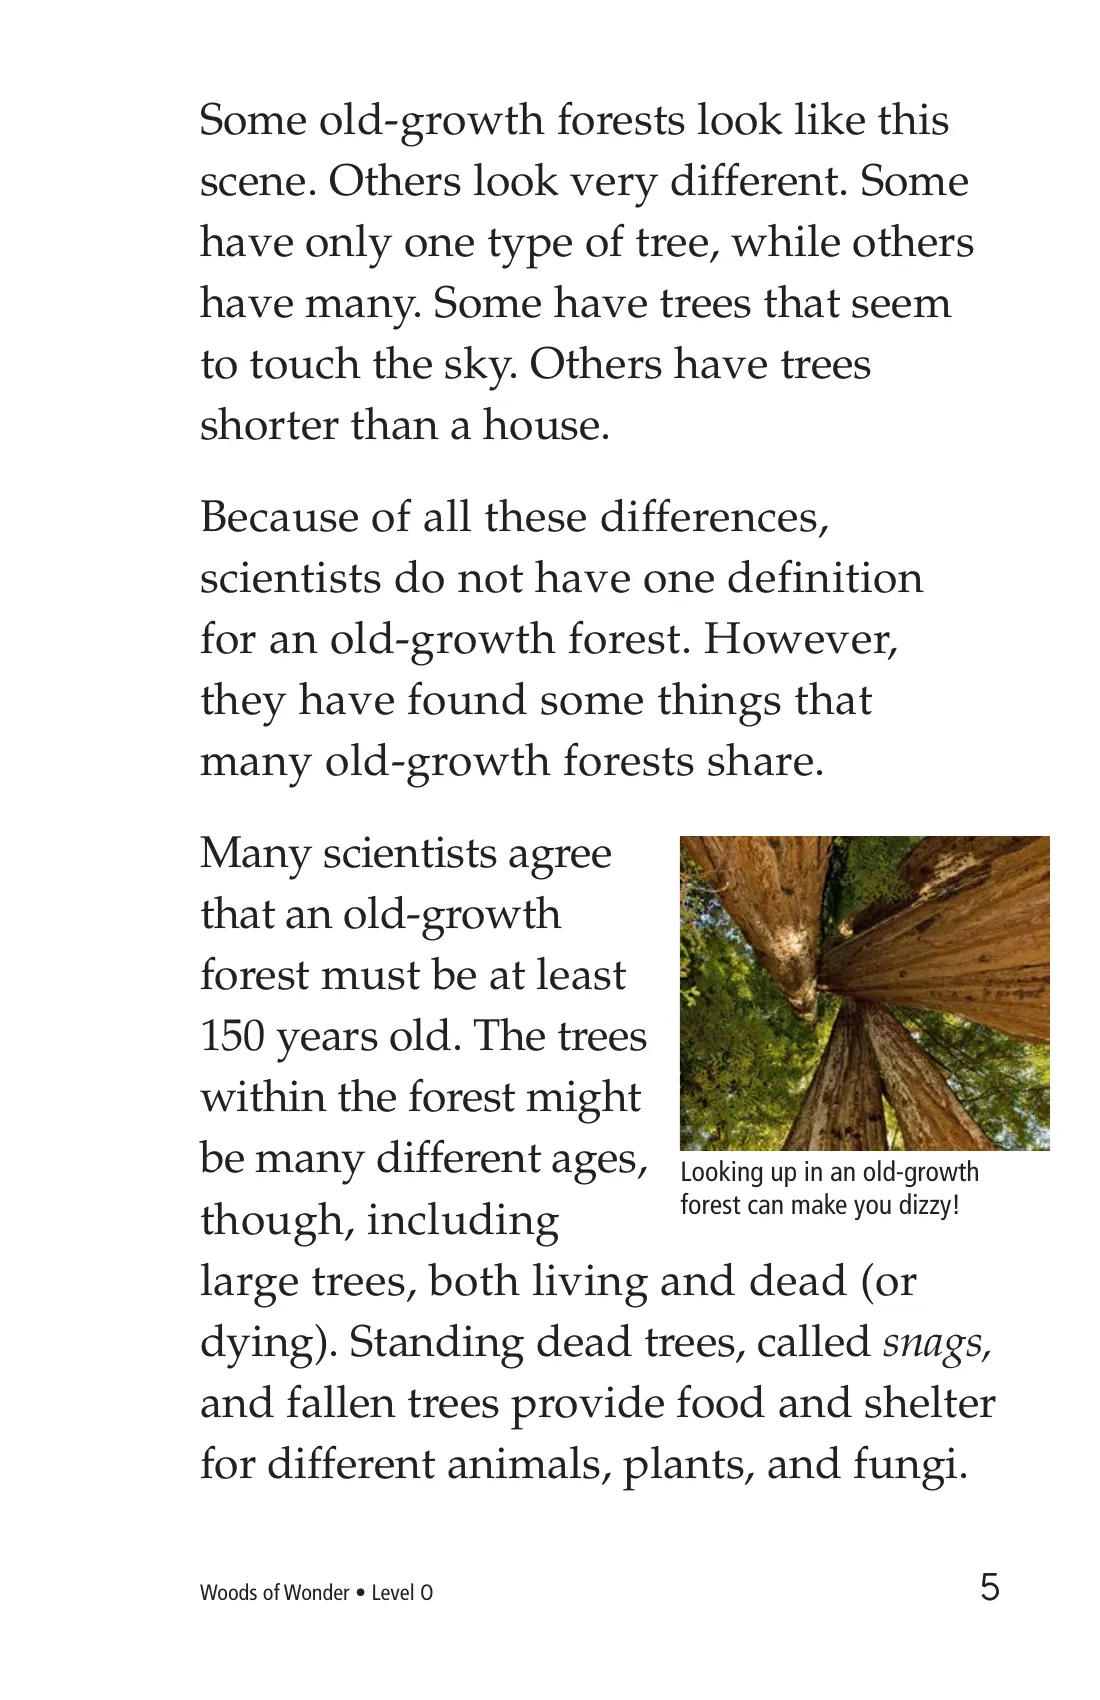 Some old-growth forests look like this
scene. Others look very different. Some
have only one type of tree, while others
have many. Some have trees that seem
to touch the sky. Others have trees
shorter than a house.
Because of all these differences,
scientists do not have one definition
for an old-growth forest. However,
they have found some things that
many old-growth forests share.
Many scientists agree
that an old-growth
forest must be at least
150 years old. The trees
within the forest might
be many different ages,
though, including
large trees, both living and dead (or
dying). Standing dead trees, called snags,
and fallen trees provide food and shelter
for different animals, plants, and fungi.
Looking up in an old-growth
forest can make you dizzy!
Woods of Wonder • Level O
5